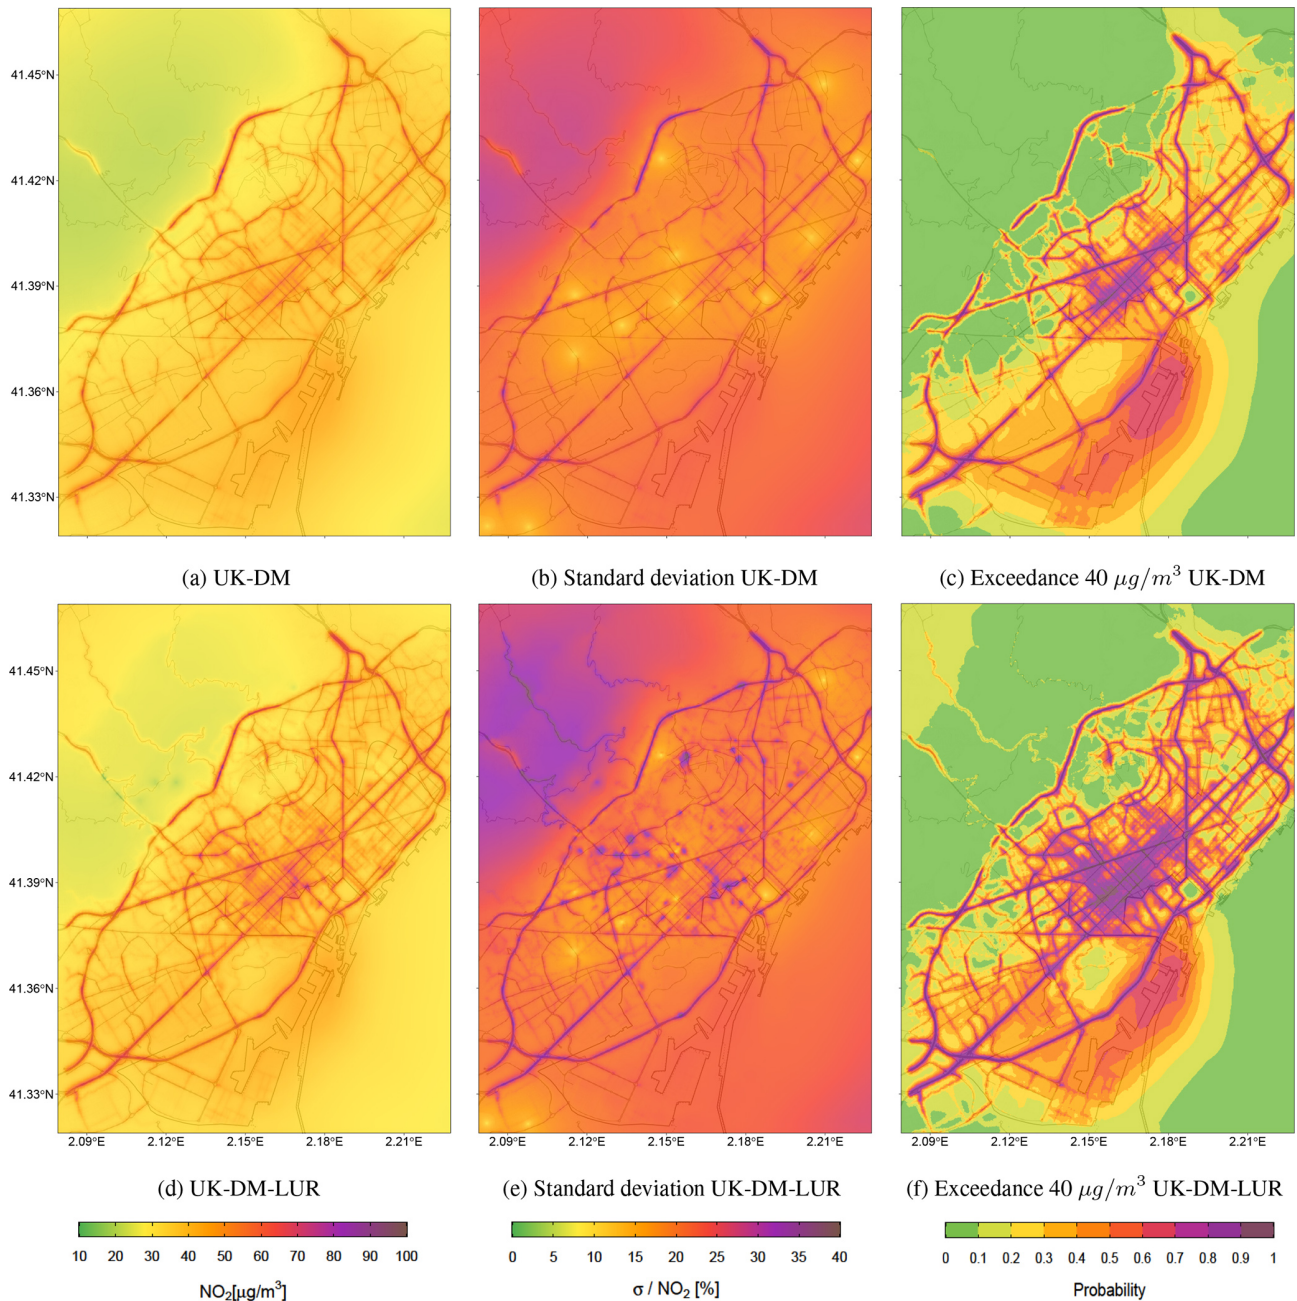 41.45°N
41.42°N
41.39°N
41.36°N
41.33°N
(a) UK-DM
(b) Standard deviation UK-DM
(c) Exceedance 40 μg/m³ UK-DM
41.45°N
41.42°N
41.39°N
41.36°N
41.33°N
2.09°E 2.12°E 2.15°E 2.18°E 2.21°E
2.09°E 2.12°E 2.15°E 2.18°E 2.21°E
2.09°E 2.12°E 2.15°E 2.18°E 2.21°E
(d) UK-DM-LUR
(e) Standard deviation UK-DM-LUR
(f) Exceedance 40 μg/m³ UK-DM-LUR
10 20 30 40 50 60 70 80 90 100
NO₂[μg/m³]
0 5 10 15 20 25 30 35 40
σ / NO₂ [%]
0 0.1 0.2 0.3 0.4 0.5 0.6 0.7 0.8 0.9 1
Probability